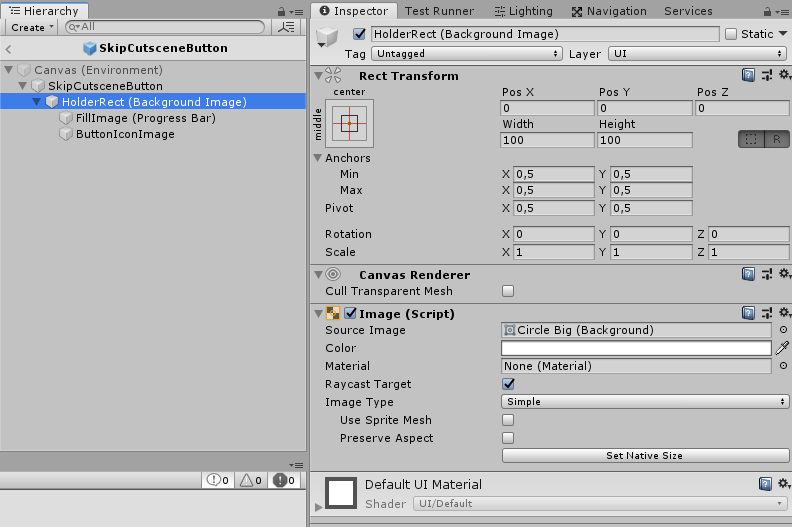 Hierarchy
Create
All
SkipCutsceneButton
Canvas (Environment)
SkipCutsceneButton
HolderRect (Background Image)
FillImage (Progress Bar)
ButtonIconImage
0 0 0
Inspector Test Runner Lighting Navigation Services
HolderRect (Background Image) Static
Tag Untagged Layer UI
Rect Transform
center
middle
Pos X Pos Y Pos Z
0 0 0
Width Height
100 100
R
Anchors
Min X 0,5 Y 0,5
Max X 0,5 Y 0,5
Pivot X 0,5 Y 0,5
Rotation X 0 Y 0 Z 0
Scale X 1 Y 1 Z 1
Canvas Renderer
Cull Transparent Mesh
Image (Script)
Source Image Circle Big (Background)
Color
Material None (Material)
Raycast Target
Image Type Simple
Use Sprite Mesh
Preserve Aspect
Set Native Size
Default UI Material
Shader UI/Default